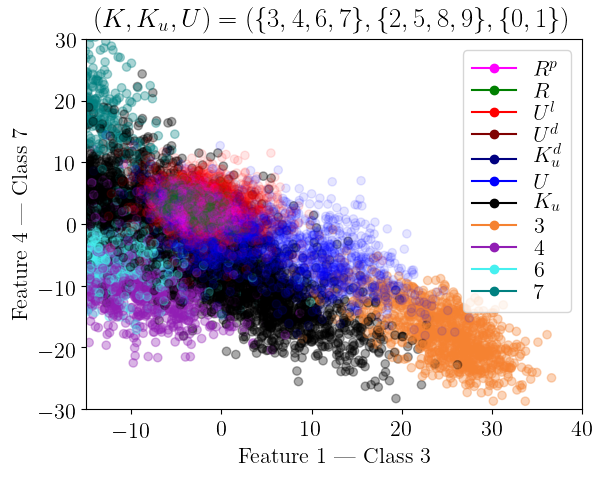 (K, K_u, U) = ({3, 4, 6, 7}, {2, 5, 8, 9}, {0, 1})
30
20
10
0
−10
−20
−30
Feature 4 — Class 7
R^p
R
U^l
U^d
K_u^d
U
K_u
3
4
6
7
−10
0
10
20
30
40
Feature 1 — Class 3